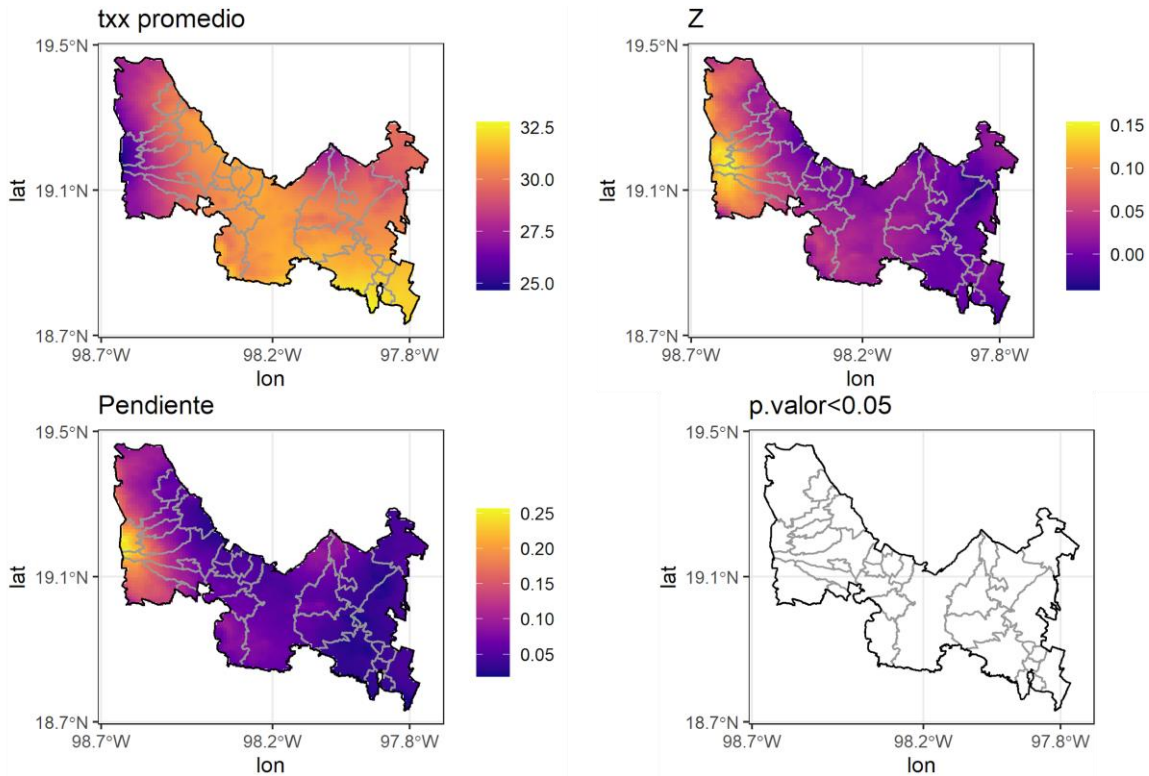 txx promedio
19.5°N
19.1°N
18.7°N
lat
98.7°W 98.2°W 97.8°W
lon
32.5
30.0
27.5
25.0
Z
19.5°N
19.1°N
18.7°N
lat
98.7°W 98.2°W 97.8°W
lon
0.15
0.10
0.05
0.00
Pendiente
19.5°N
19.1°N
18.7°N
lat
98.7°W 98.2°W 97.8°W
lon
0.25
0.20
0.15
0.10
0.05
p.valor<0.05
19.5°N
19.1°N
18.7°N
lat
98.7°W 98.2°W 97.8°W
lon